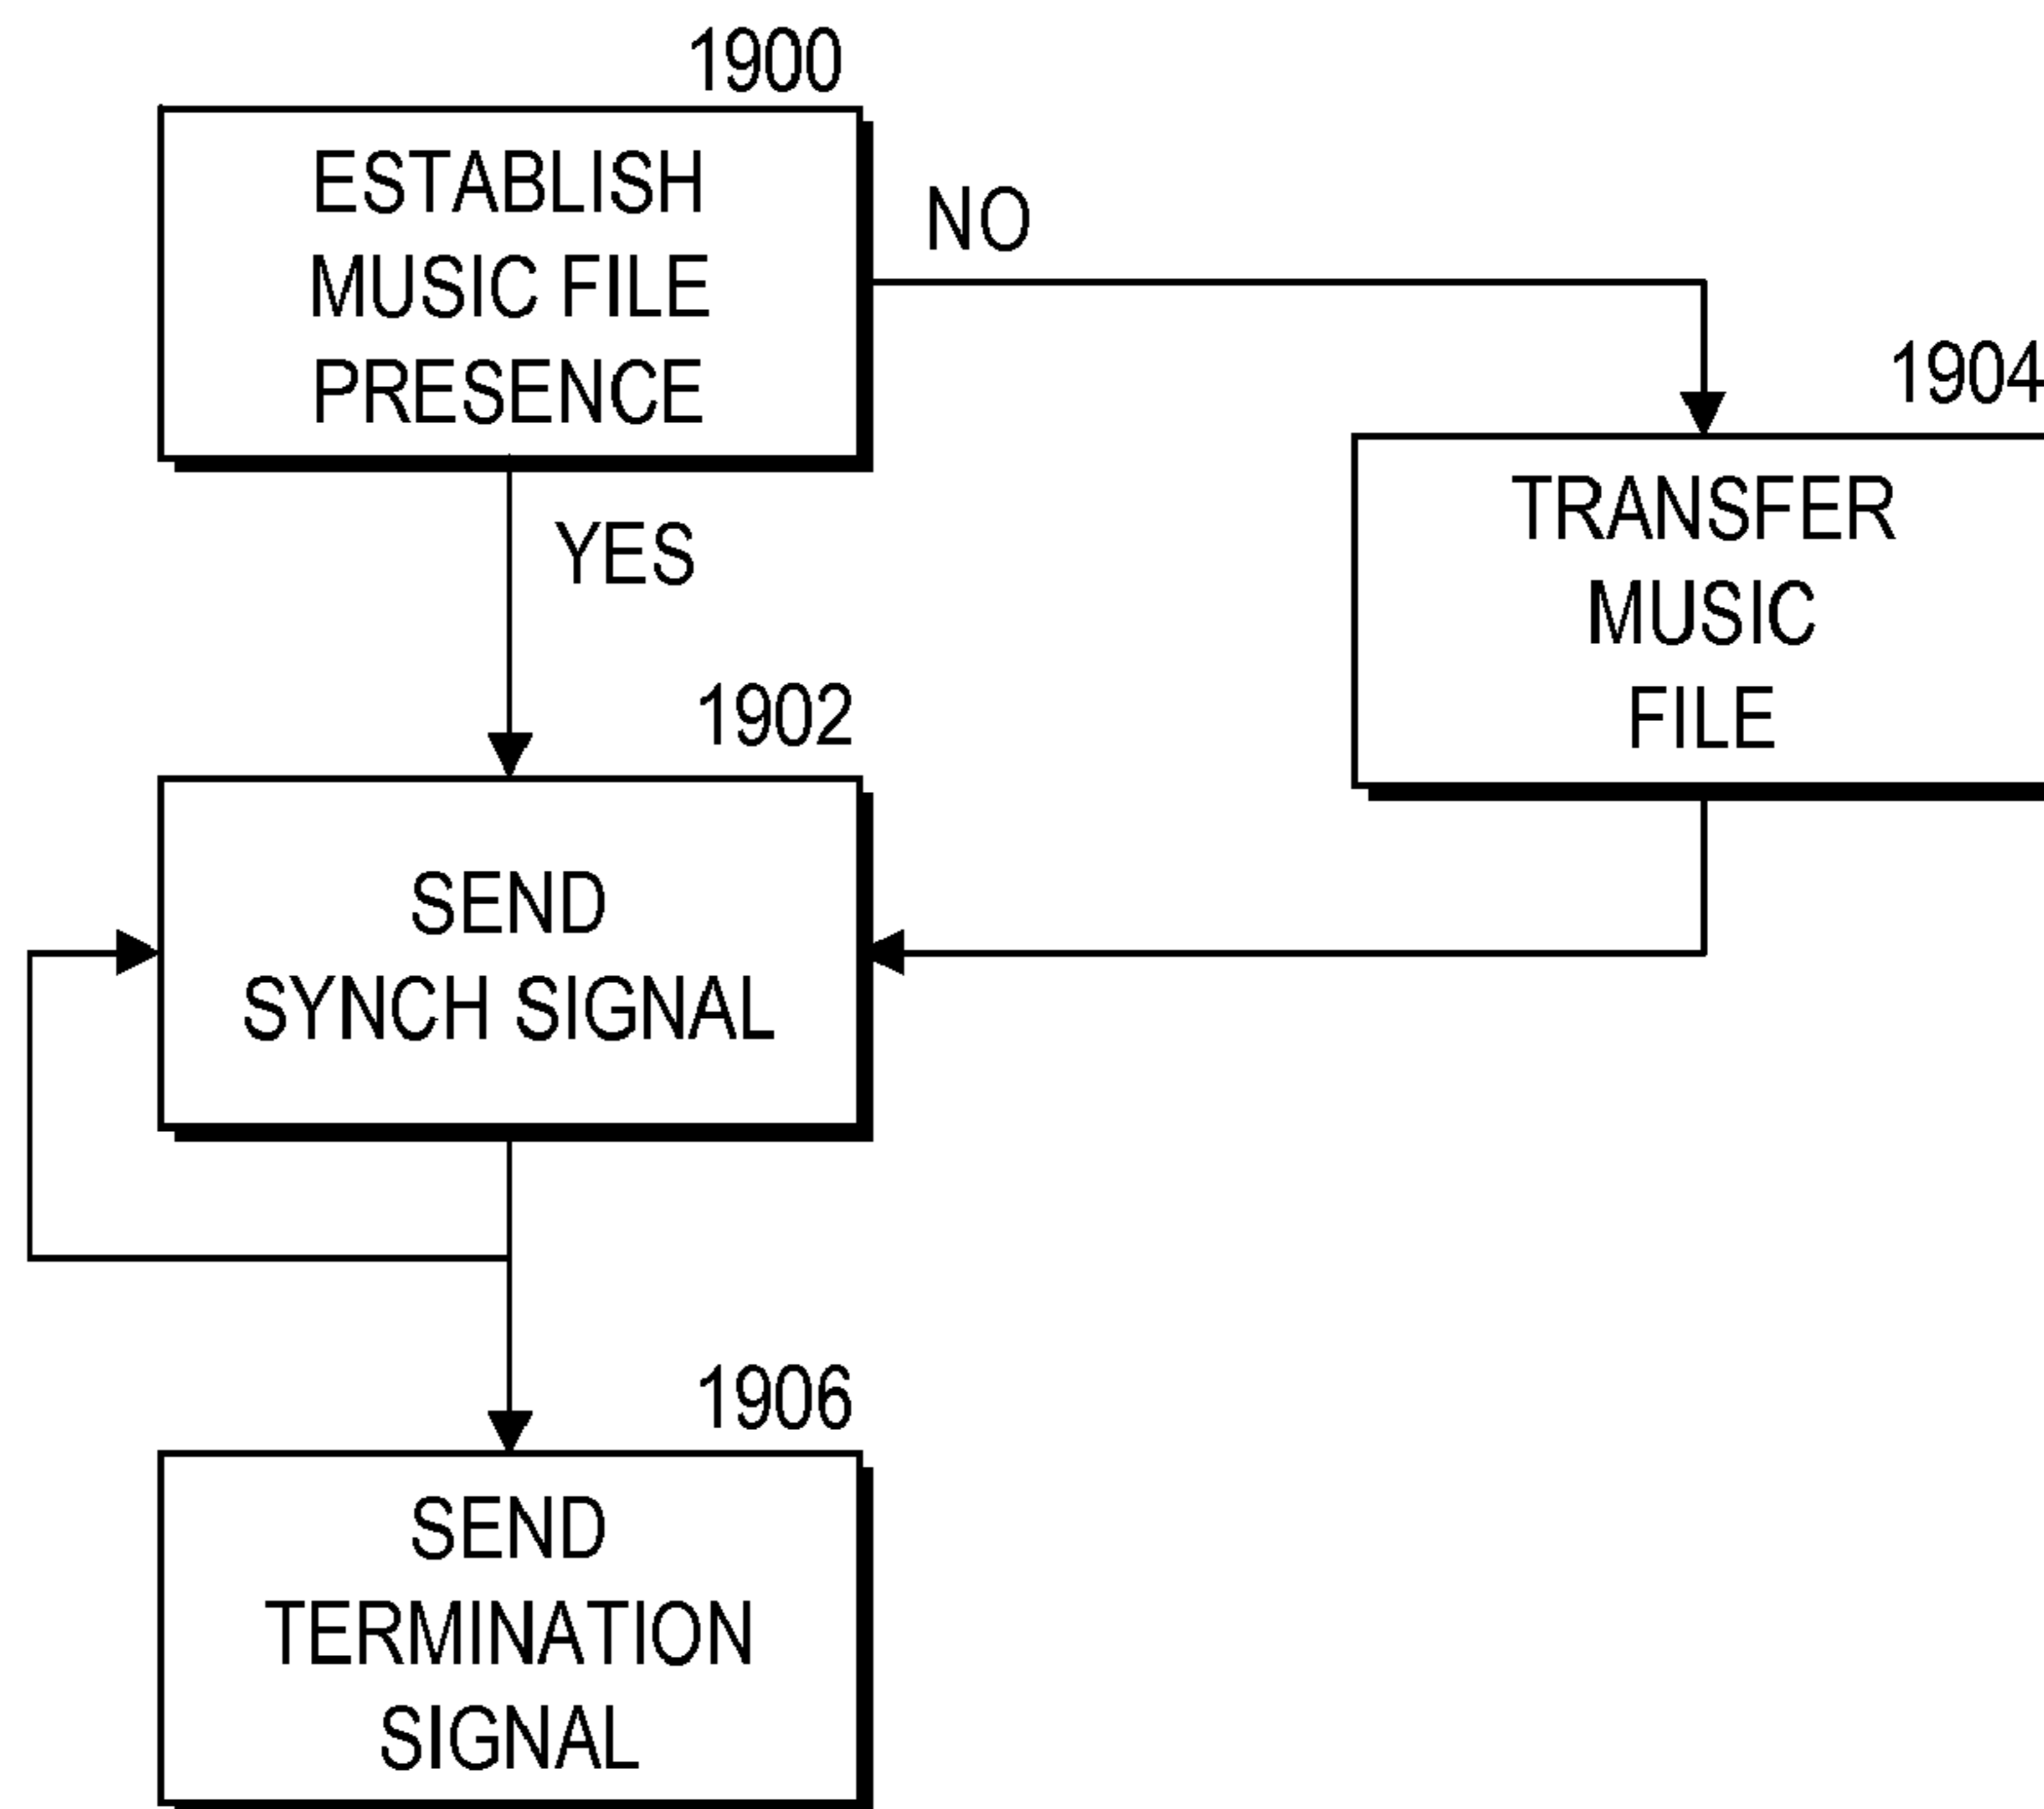 1900
ESTABLISH
MUSIC FILE
PRESENCE
NO
YES
1904
TRANSFER
MUSIC
FILE
1902
SEND
SYNCH SIGNAL
1906
SEND
TERMINATION
SIGNAL